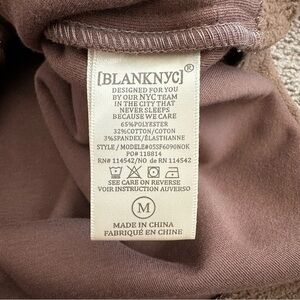 [BLANKNYC]®
DESIGNED FOR YOU
BY OUR NYC TEAM
IN THE CITY THAT
NEVER SLEEPS
BECAUSE WE CARE
65%POLYESTER
32%COTTON/COTON
3%SPANDEX/ÉLASTHANNE
STYLE / MODÈLE#05SF6090NOK
PO# 118814
RN# 114542/NO de RN 114542
SEE CARE ON REVERSE
VOIR INSTRUCTION AUVERSO
M
MADE IN CHINA
FABRIQUÉ EN CHINE